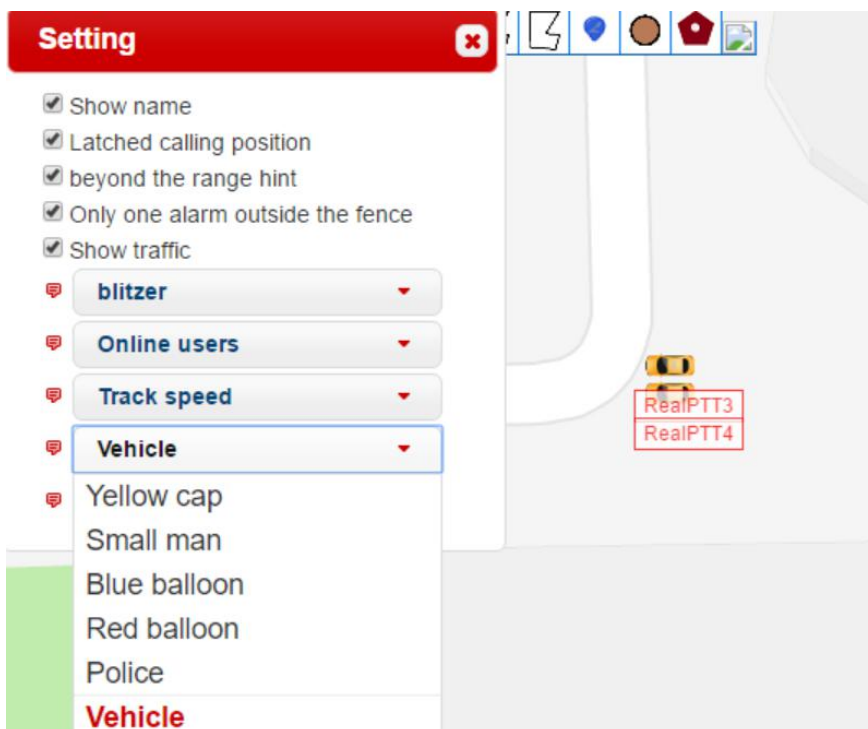 Setting
Show name
Latched calling position
beyond the range hint
Only one alarm outside the fence
Show traffic
blitzer
Online users
Track speed
Vehicle
Yellow cap
Small man
Blue balloon
Red balloon
Police
Vehicle
RealPTT3
RealPTT4